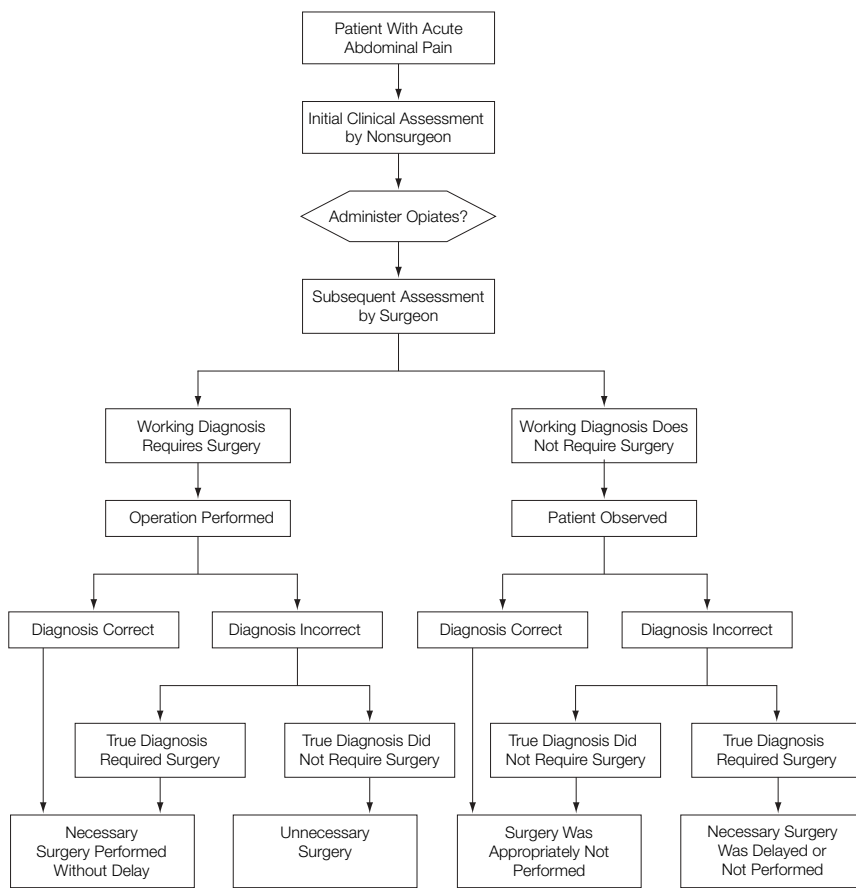 Patient With Acute
Abdominal Pain
Initial Clinical Assessment
by Nonsurgeon
Administer Opiates?
Subsequent Assessment
by Surgeon
Working Diagnosis
Requires Surgery
Working Diagnosis Does
Not Require Surgery
Operation Performed
Patient Observed
Diagnosis Correct
Diagnosis Incorrect
Diagnosis Correct
Diagnosis Incorrect
True Diagnosis
Required Surgery
True Diagnosis Did
Not Require Surgery
True Diagnosis Did
Not Require Surgery
True Diagnosis
Required Surgery
Necessary
Surgery Performed
Without Delay
Unnecessary
Surgery
Surgery Was
Appropriately Not
Performed
Necessary Surgery
Was Delayed or
Not Performed